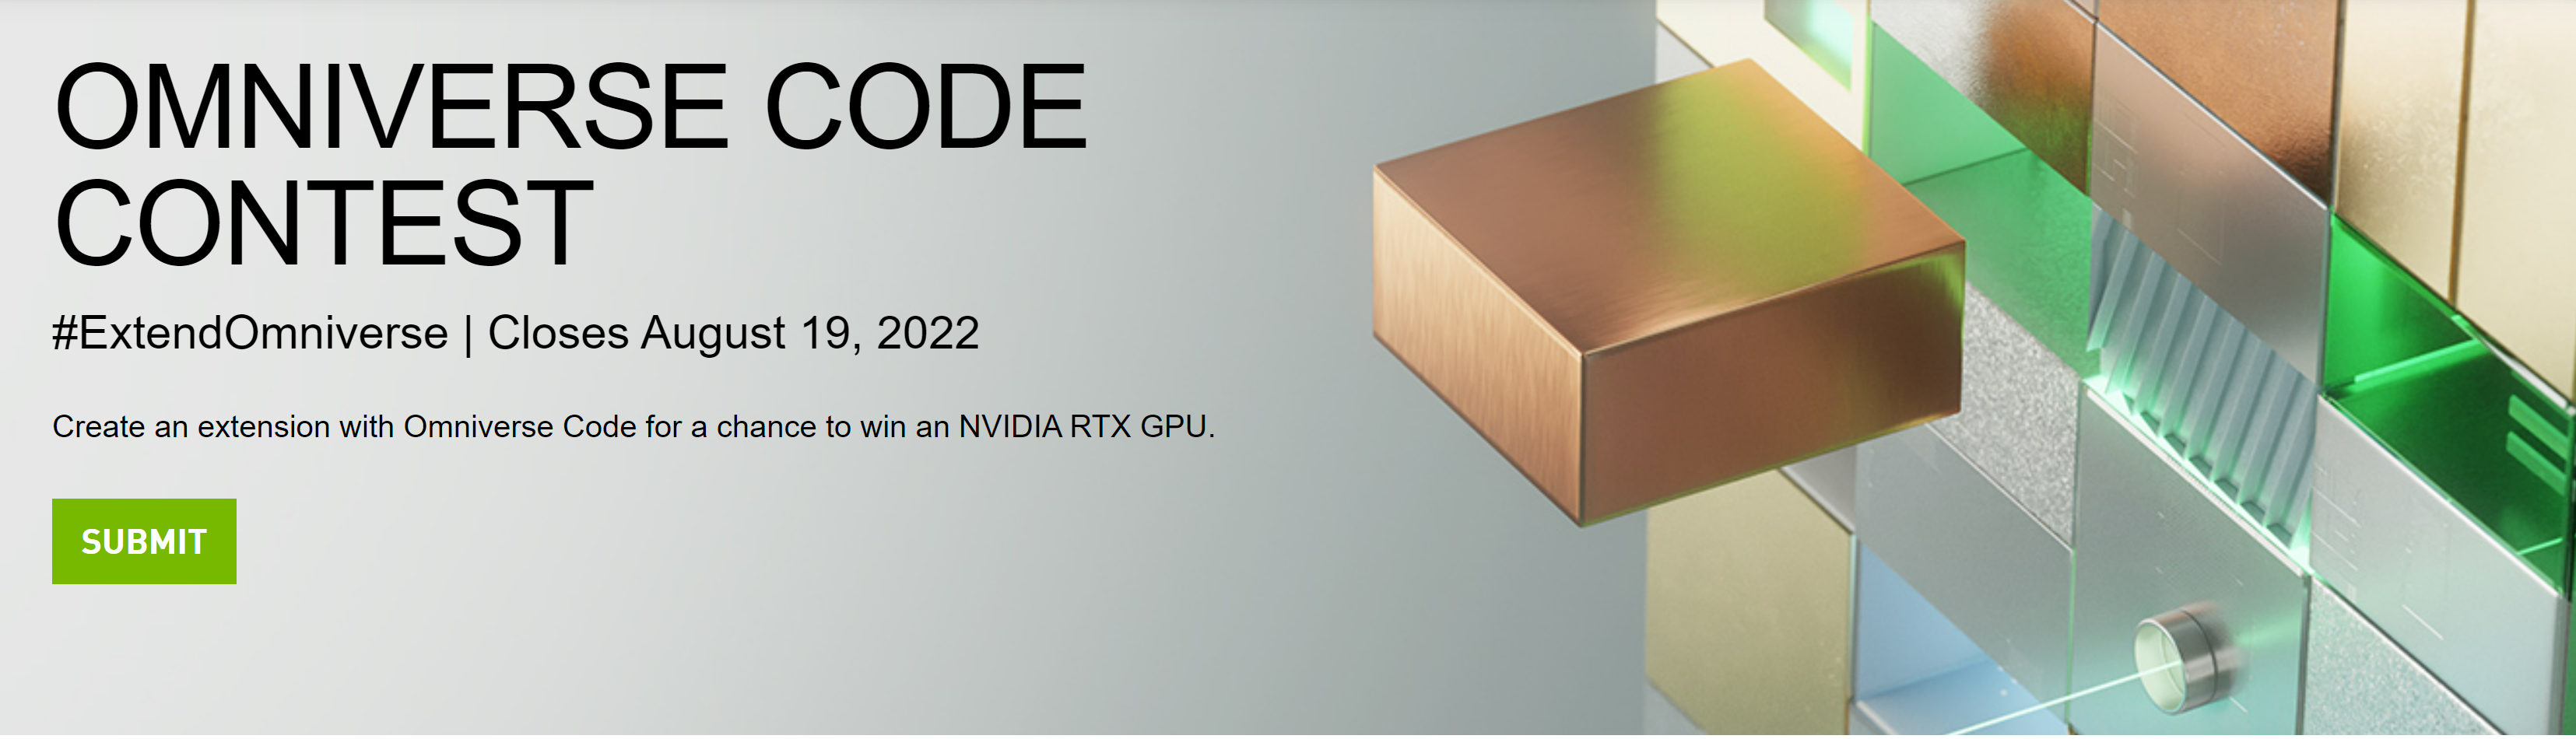 OMNIVERSE CODE
CONTEST
#ExtendOmniverse | Closes August 19, 2022
Create an extension with Omniverse Code for a chance to win an NVIDIA RTX GPU.
SUBMIT